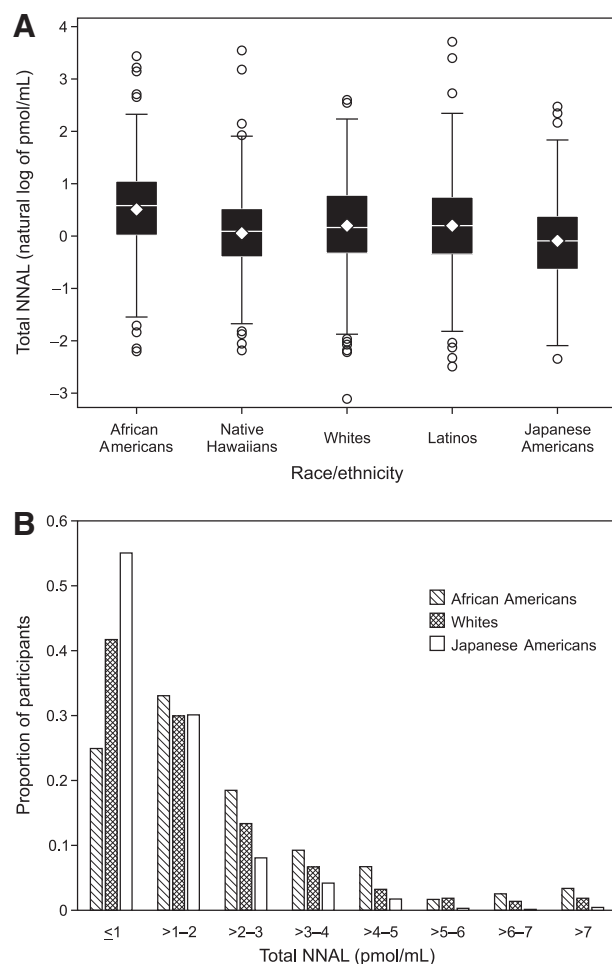 A
Total NNAL (natural log of pmol/mL)
4
3
2
1
0
–1
–2
–3
African
Americans
Native
Hawaiians
Whites
Latinos
Japanese
Americans
Race/ethnicity
B
Proportion of participants
0.6
0.5
0.4
0.3
0.2
0.1
0
African Americans
Whites
Japanese Americans
≤1
>1–2
>2–3
>3–4
>4–5
>5–6
>6–7
>7
Total NNAL (pmol/mL)